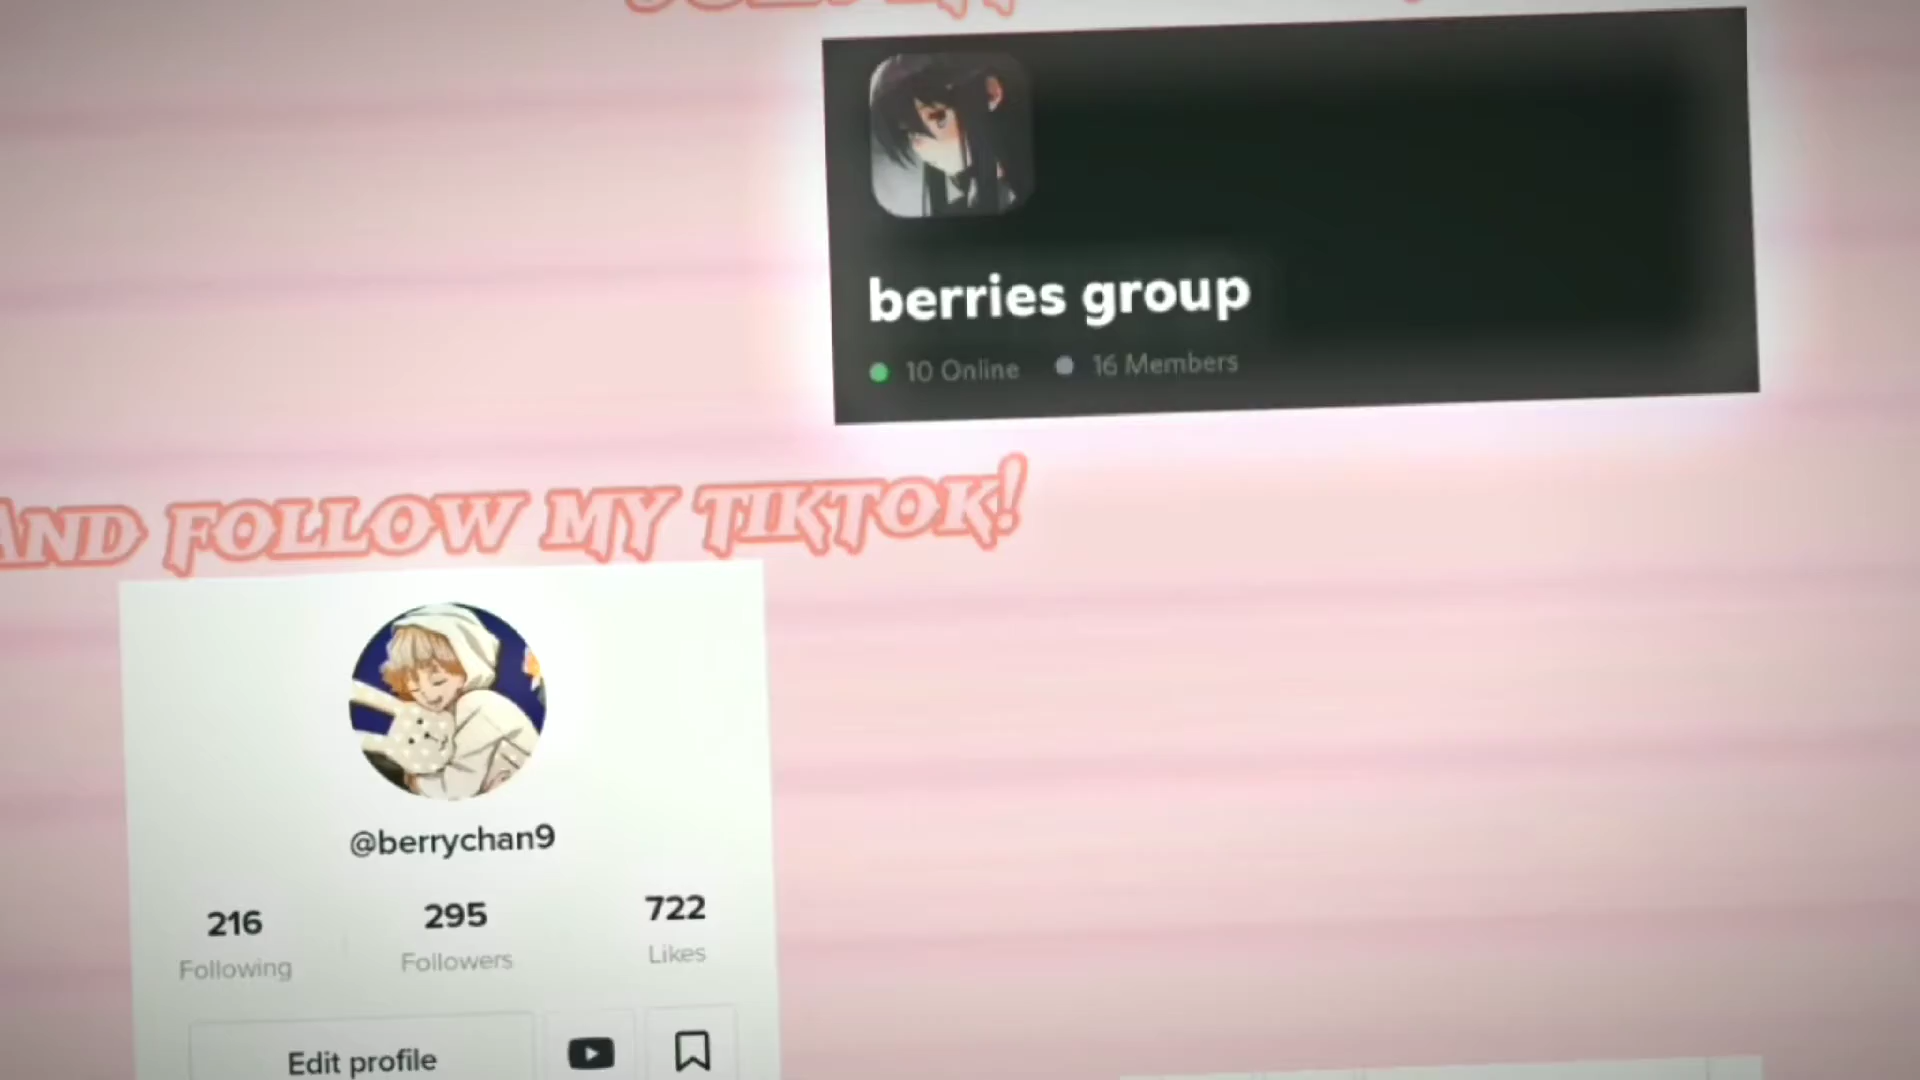 berries group
10 Online 16 Members
AND FOLLOW MY TIKTOK!
@berrychan9
216 295 722
Following Followers Likes
Edit profile